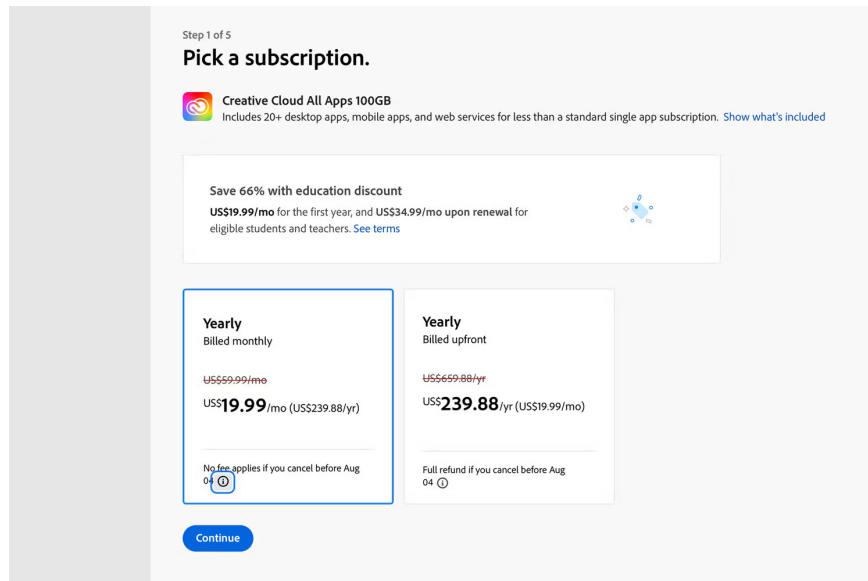 Step 1 of 5
Pick a subscription.
Creative Cloud All Apps 100GB
Includes 20+ desktop apps, mobile apps, and web services for less than a standard single app subscription. Show what's included
Save 66% with education discount
US$19.99/mo for the first year, and US$34.99/mo upon renewal for
eligible students and teachers. See terms
Yearly
Billed monthly
US$59.99/mo
US$19.99/mo (US$239.88/yr)
No fee applies if you cancel before Aug
04
Yearly
Billed upfront
US$659.88/yr
US$239.88/yr (US$19.99/mo)
Full refund if you cancel before Aug
04
Continue